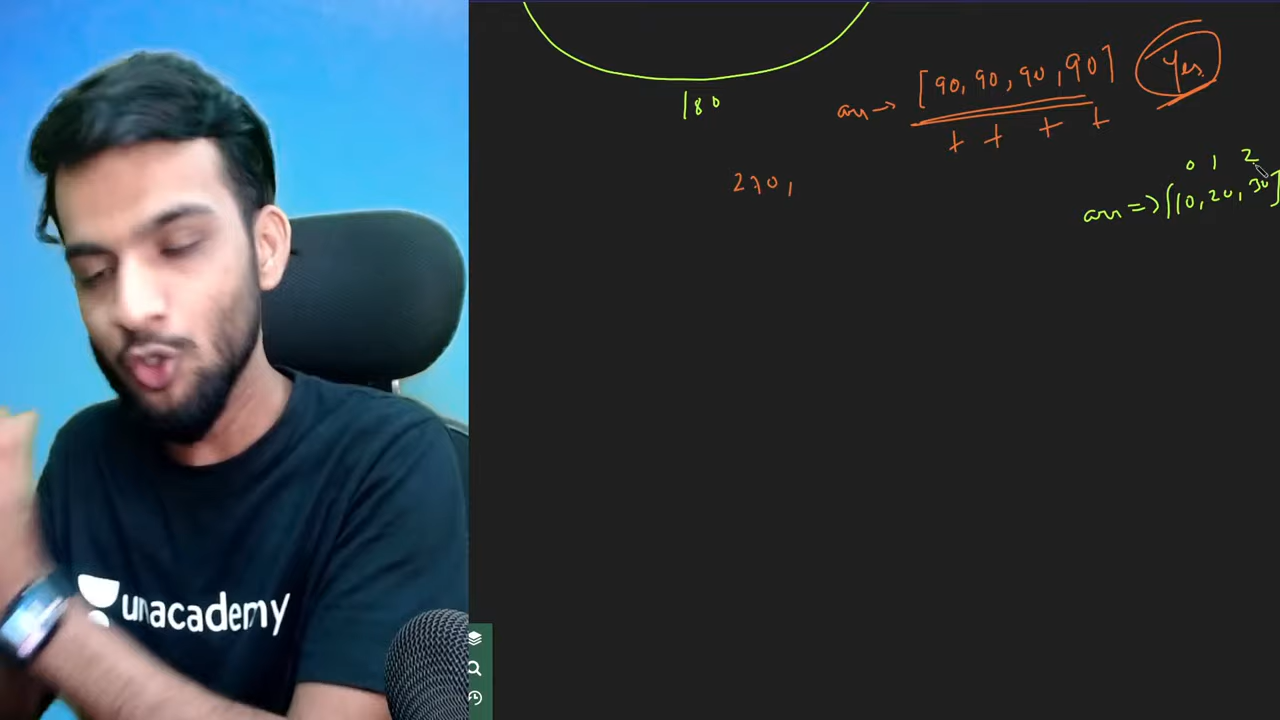 180
arr → [90, 90, 90, 90] Yes
+ + + +
270,
0 1 2
arr => [10, 20, 30]
unacademy